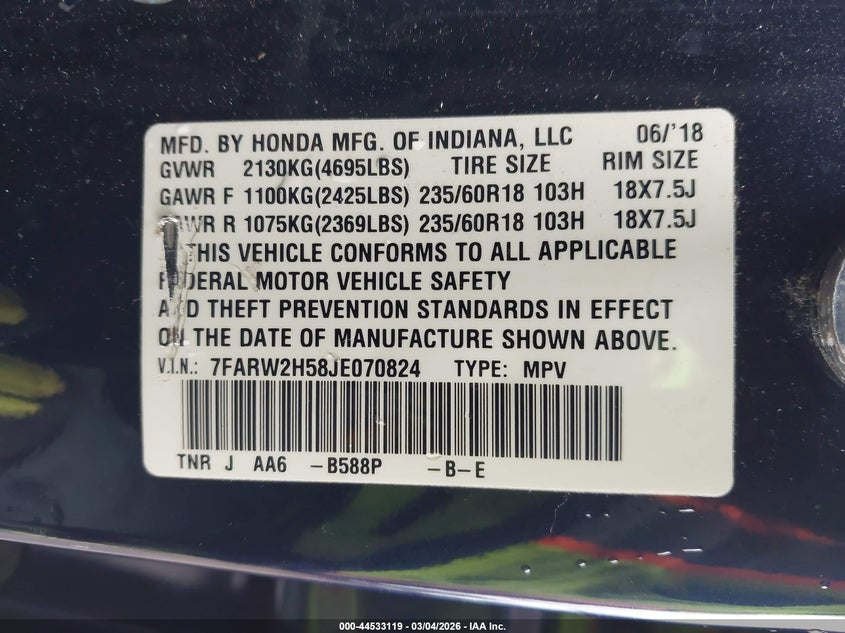 MFD. BY HONDA MFG. OF INDIANA, LLC 06/'18
GVWR 2130KG(4695LBS) TIRE SIZE RIM SIZE
GAWR F 1100KG(2425LBS) 235/60R18 103H 18X7.5J
WR R 1075KG(2369LBS) 235/60R18 103H 18X7.5J
THIS VEHICLE CONFORMS TO ALL APPLICABLE
F DERAL MOTOR VEHICLE SAFETY
A D THEFT PREVENTION STANDARDS IN EFFECT
ON THE DATE OF MANUFACTURE SHOWN ABOVE.
V.I.N.: 7FARW2H58JE070824 TYPE: MPV
TNR J AA6 -B588P -B-E
000-44533119 - 03/04/2026 - IAA Inc.